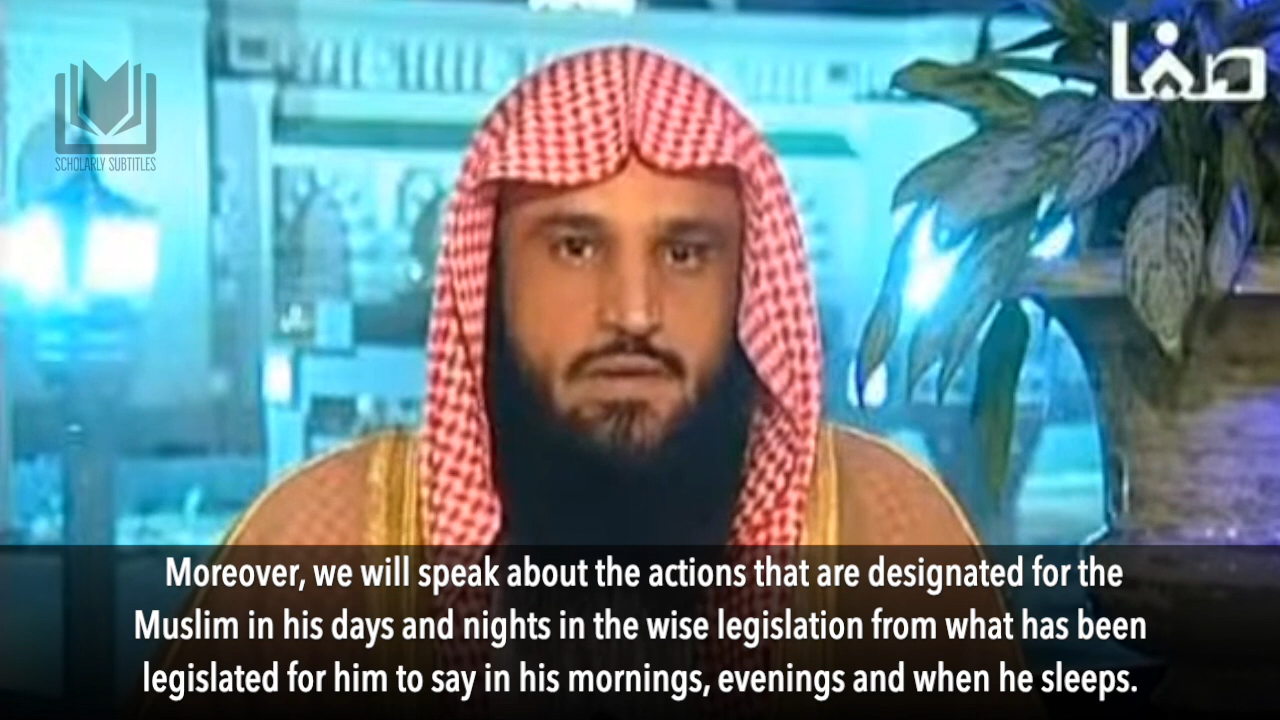 صفا
SCHOLARLY SUBTITLES
Moreover, we will speak about the actions that are designated for the
Muslim in his days and nights in the wise legislation from what has been
legislated for him to say in his mornings, evenings and when he sleeps.